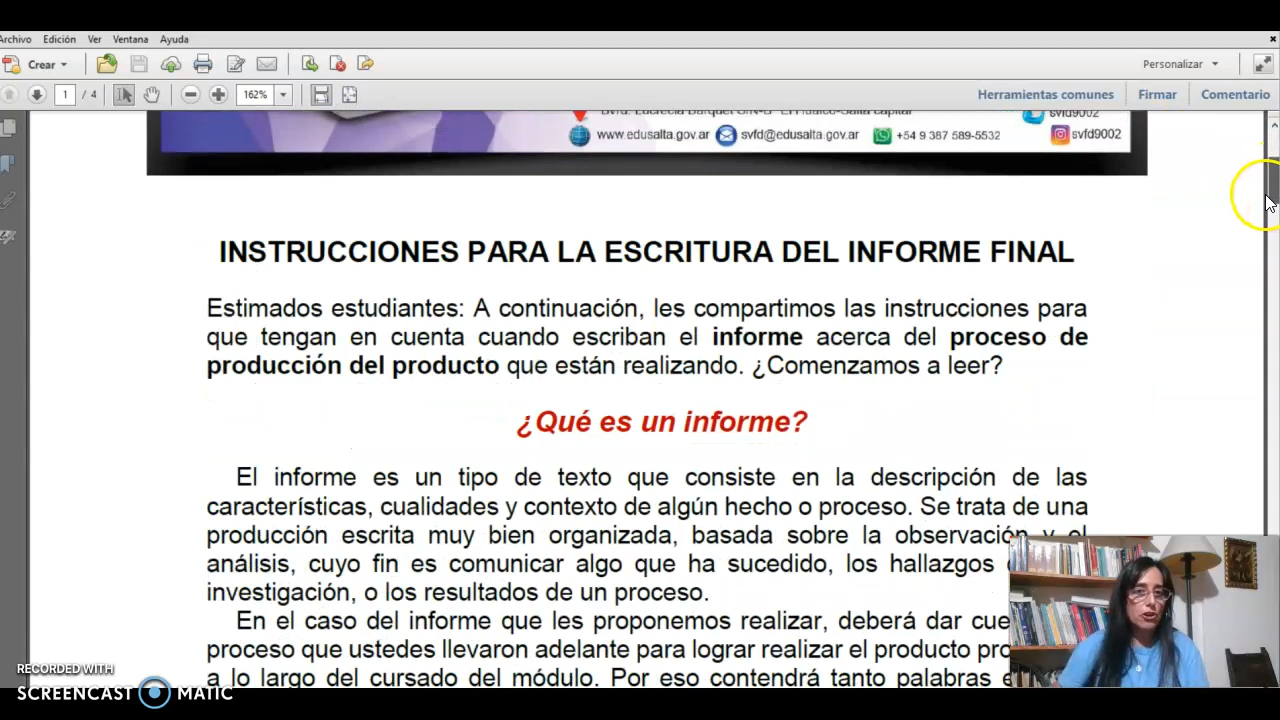 Archivo Edición Ver Ventana Ayuda
Crear Personalizar
1 / 4 162% Herramientas comunes Firmar Comentario
svfd9002
www.edusalta.gov.ar svfd@edusalta.gov.ar +54 9 387 589-5532 svfd9002
INSTRUCCIONES PARA LA ESCRITURA DEL INFORME FINAL
Estimados estudiantes: A continuación, les compartimos las instrucciones para
que tengan en cuenta cuando escriban el informe acerca del proceso de
producción del producto que están realizando. ¿Comenzamos a leer?
¿Qué es un informe?
El informe es un tipo de texto que consiste en la descripción de las
características, cualidades y contexto de algún hecho o proceso. Se trata de una
producción escrita muy bien organizada, basada sobre la observación y el
análisis, cuyo fin es comunicar algo que ha sucedido, los hallazgos
investigación, o los resultados de un proceso.
En el caso del informe que les proponemos realizar, deberá dar
proceso que ustedes llevaron adelante para lograr realizar el producto
a lo largo del cursado del módulo. Por eso contendrá tanto palabras
RECORDED WITH
SCREENCAST MATIC